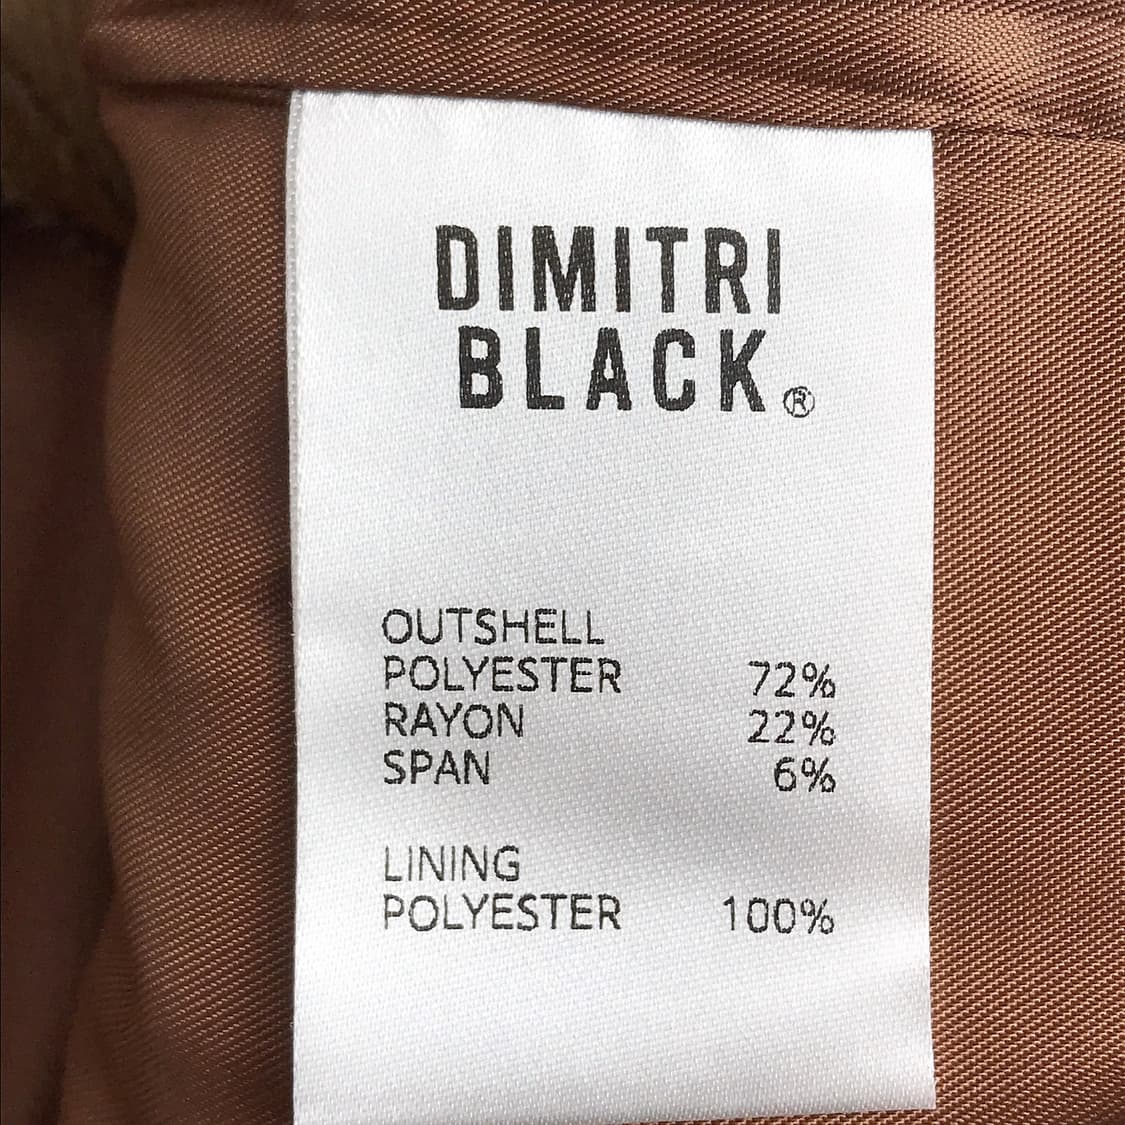 DIMITRI
BLACK®
OUTSHELL
POLYESTER 72%
RAYON 22%
SPAN 6%
LINING
POLYESTER 100%